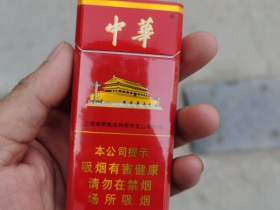 中華
本公司提示
吸烟有害健康
请勿在禁烟
场所吸烟